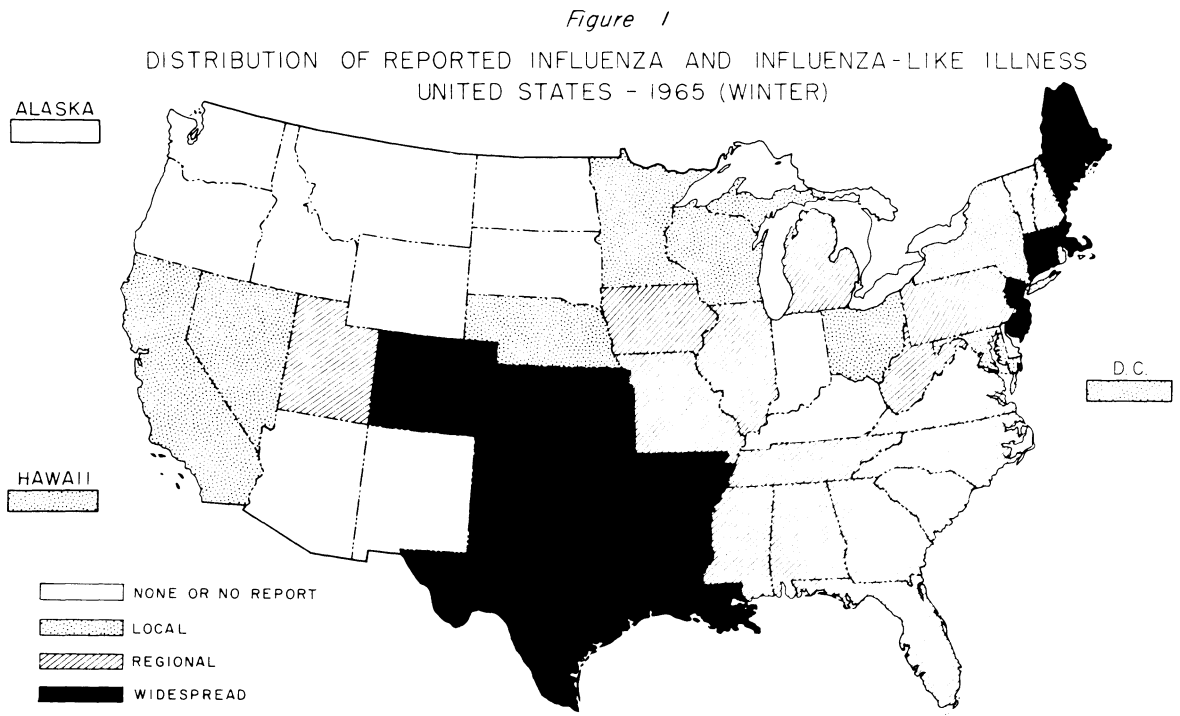 Figure 1
DISTRIBUTION OF REPORTED INFLUENZA AND INFLUENZA-LIKE ILLNESS
UNITED STATES - 1965 (WINTER)
ALASKA
D.C.
HAWAII
NONE OR NO REPORT
LOCAL
REGIONAL
WIDESPREAD